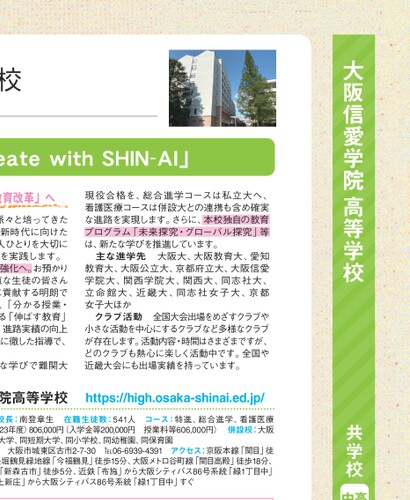 校
eate with SHIN-AI」
教育改革」へ
脈々と培ってきた
新時代に向けた
人ひとりを大切に
を実践します。
強化へ。お預かり
重な生徒の皆さん
に貢献する明朗で
、「分かる授業・
る「伸ばす教育」
進路実績の向上
に徹した指導で、
な学びで難関大
現役合格を、総合進学コースは私立大へ、
看護医療コースは併設大との連携も含め確実
な進路を実現します。さらに、本校独自の教育
プログラム「未来探究・グローバル探究」等
は、新たな学びを推進しています。
主な進学先 大阪大、大阪教育大、愛知
教育大、大阪公立大、京都府立大、大阪信愛
学院大、関西学院大、関西大、同志社大、
立命館大、近畿大、同志社女子大、京都
女子大ほか
クラブ活動 全国大会出場をめざすクラブや
小さな活動を中心にするクラブなど多様なクラブ
が存在します。活動内容・時間はさまざまですが、
どのクラブも熱心に楽しく活動中です。全国や
近畿大会にも出場実績を持っています。
院高等学校 https://high.osaka-shinai.ed.jp/
校長：南登章生 在籍生徒数：541人 コース：特進、総合進学、看護医療
023年度）806,000円（入学金等200,000円 授業料等606,000円） 併設校：大阪
大学、同短期大学、同小学校、同幼稚園、同保育園
大阪市城東区古市2-7-30 ℡06-6939-4391 アクセス：京阪本線「関目」徒
長堀鶴見緑地線「今福鶴見」徒歩15分、大阪メトロ谷町線「関目高殿」徒歩18分、
「新森古市」徒歩5分、近鉄「布施」から大阪シティバス86号系統「緑1丁目中」
上新庄」から大阪シティバス86号系統「緑1丁目中」すぐ
大阪信愛学院高等学校
共学校
中高